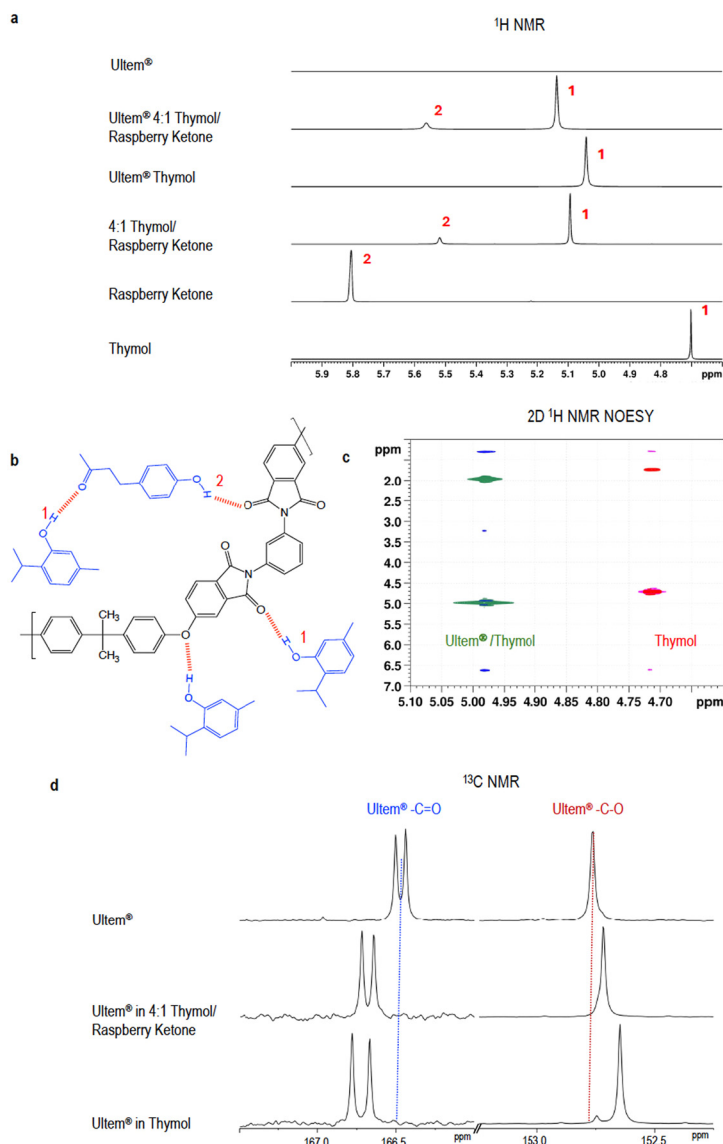 a
¹H NMR
Ultem®
Ultem® 4:1 Thymol/
Raspberry Ketone
2
1
Ultem® Thymol
1
4:1 Thymol/
Raspberry Ketone
2
1
Raspberry Ketone
2
Thymol
1
5.9 5.8 5.7 5.6 5.5 5.4 5.3 5.2 5.1 5.0 4.9 4.8 ppm
b
O
1
H
O
O
H
2
O
N
O
O
N
O
O
H
1
O
CH₃
CH₃
O
H
O
c
2D ¹H NMR NOESY
ppm
2.0
2.5
3.0
3.5
4.0
4.5
5.0
5.5
6.0
6.5
7.0
Ultem® /Thymol
Thymol
5.10 5.05 5.00 4.95 4.90 4.85 4.80 4.75 4.70 ppm
d
¹³C NMR
Ultem® -C=O
Ultem® -C-O
Ultem®
Ultem® in 4:1 Thymol/
Raspberry Ketone
Ultem® in Thymol
167.0 166.5 ppm 153.0 152.5 ppm